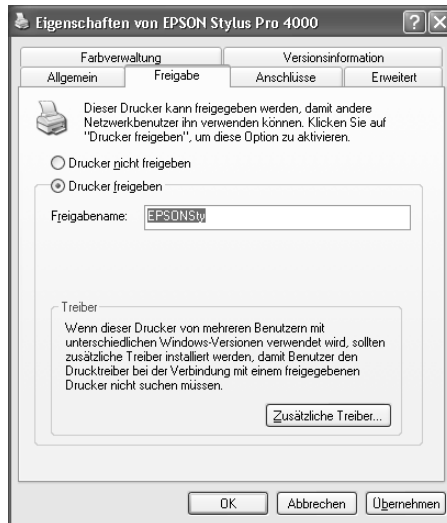 Eigenschaften von EPSON Stylus Pro 4000
Farbverwaltung Versionsinformation
Allgemein Freigabe Anschlüsse Erweitert
Dieser Drucker kann freigegeben werden, damit andere
Netzwerkbenutzer ihn verwenden können. Klicken Sie auf
"Drucker freigeben", um diese Option zu aktivieren.
Drucker nicht freigeben
Drucker freigeben
Freigabename: EPSONSty
Treiber
Wenn dieser Drucker von mehreren Benutzern mit
unterschiedlichen Windows-Versionen verwendet wird, sollten
zusätzliche Treiber installiert werden, damit Benutzer den
Drucktreiber bei der Verbindung mit einem freigegebenen
Drucker nicht suchen müssen.
Zusätzliche Treiber...
OK Abbrechen Übernehmen